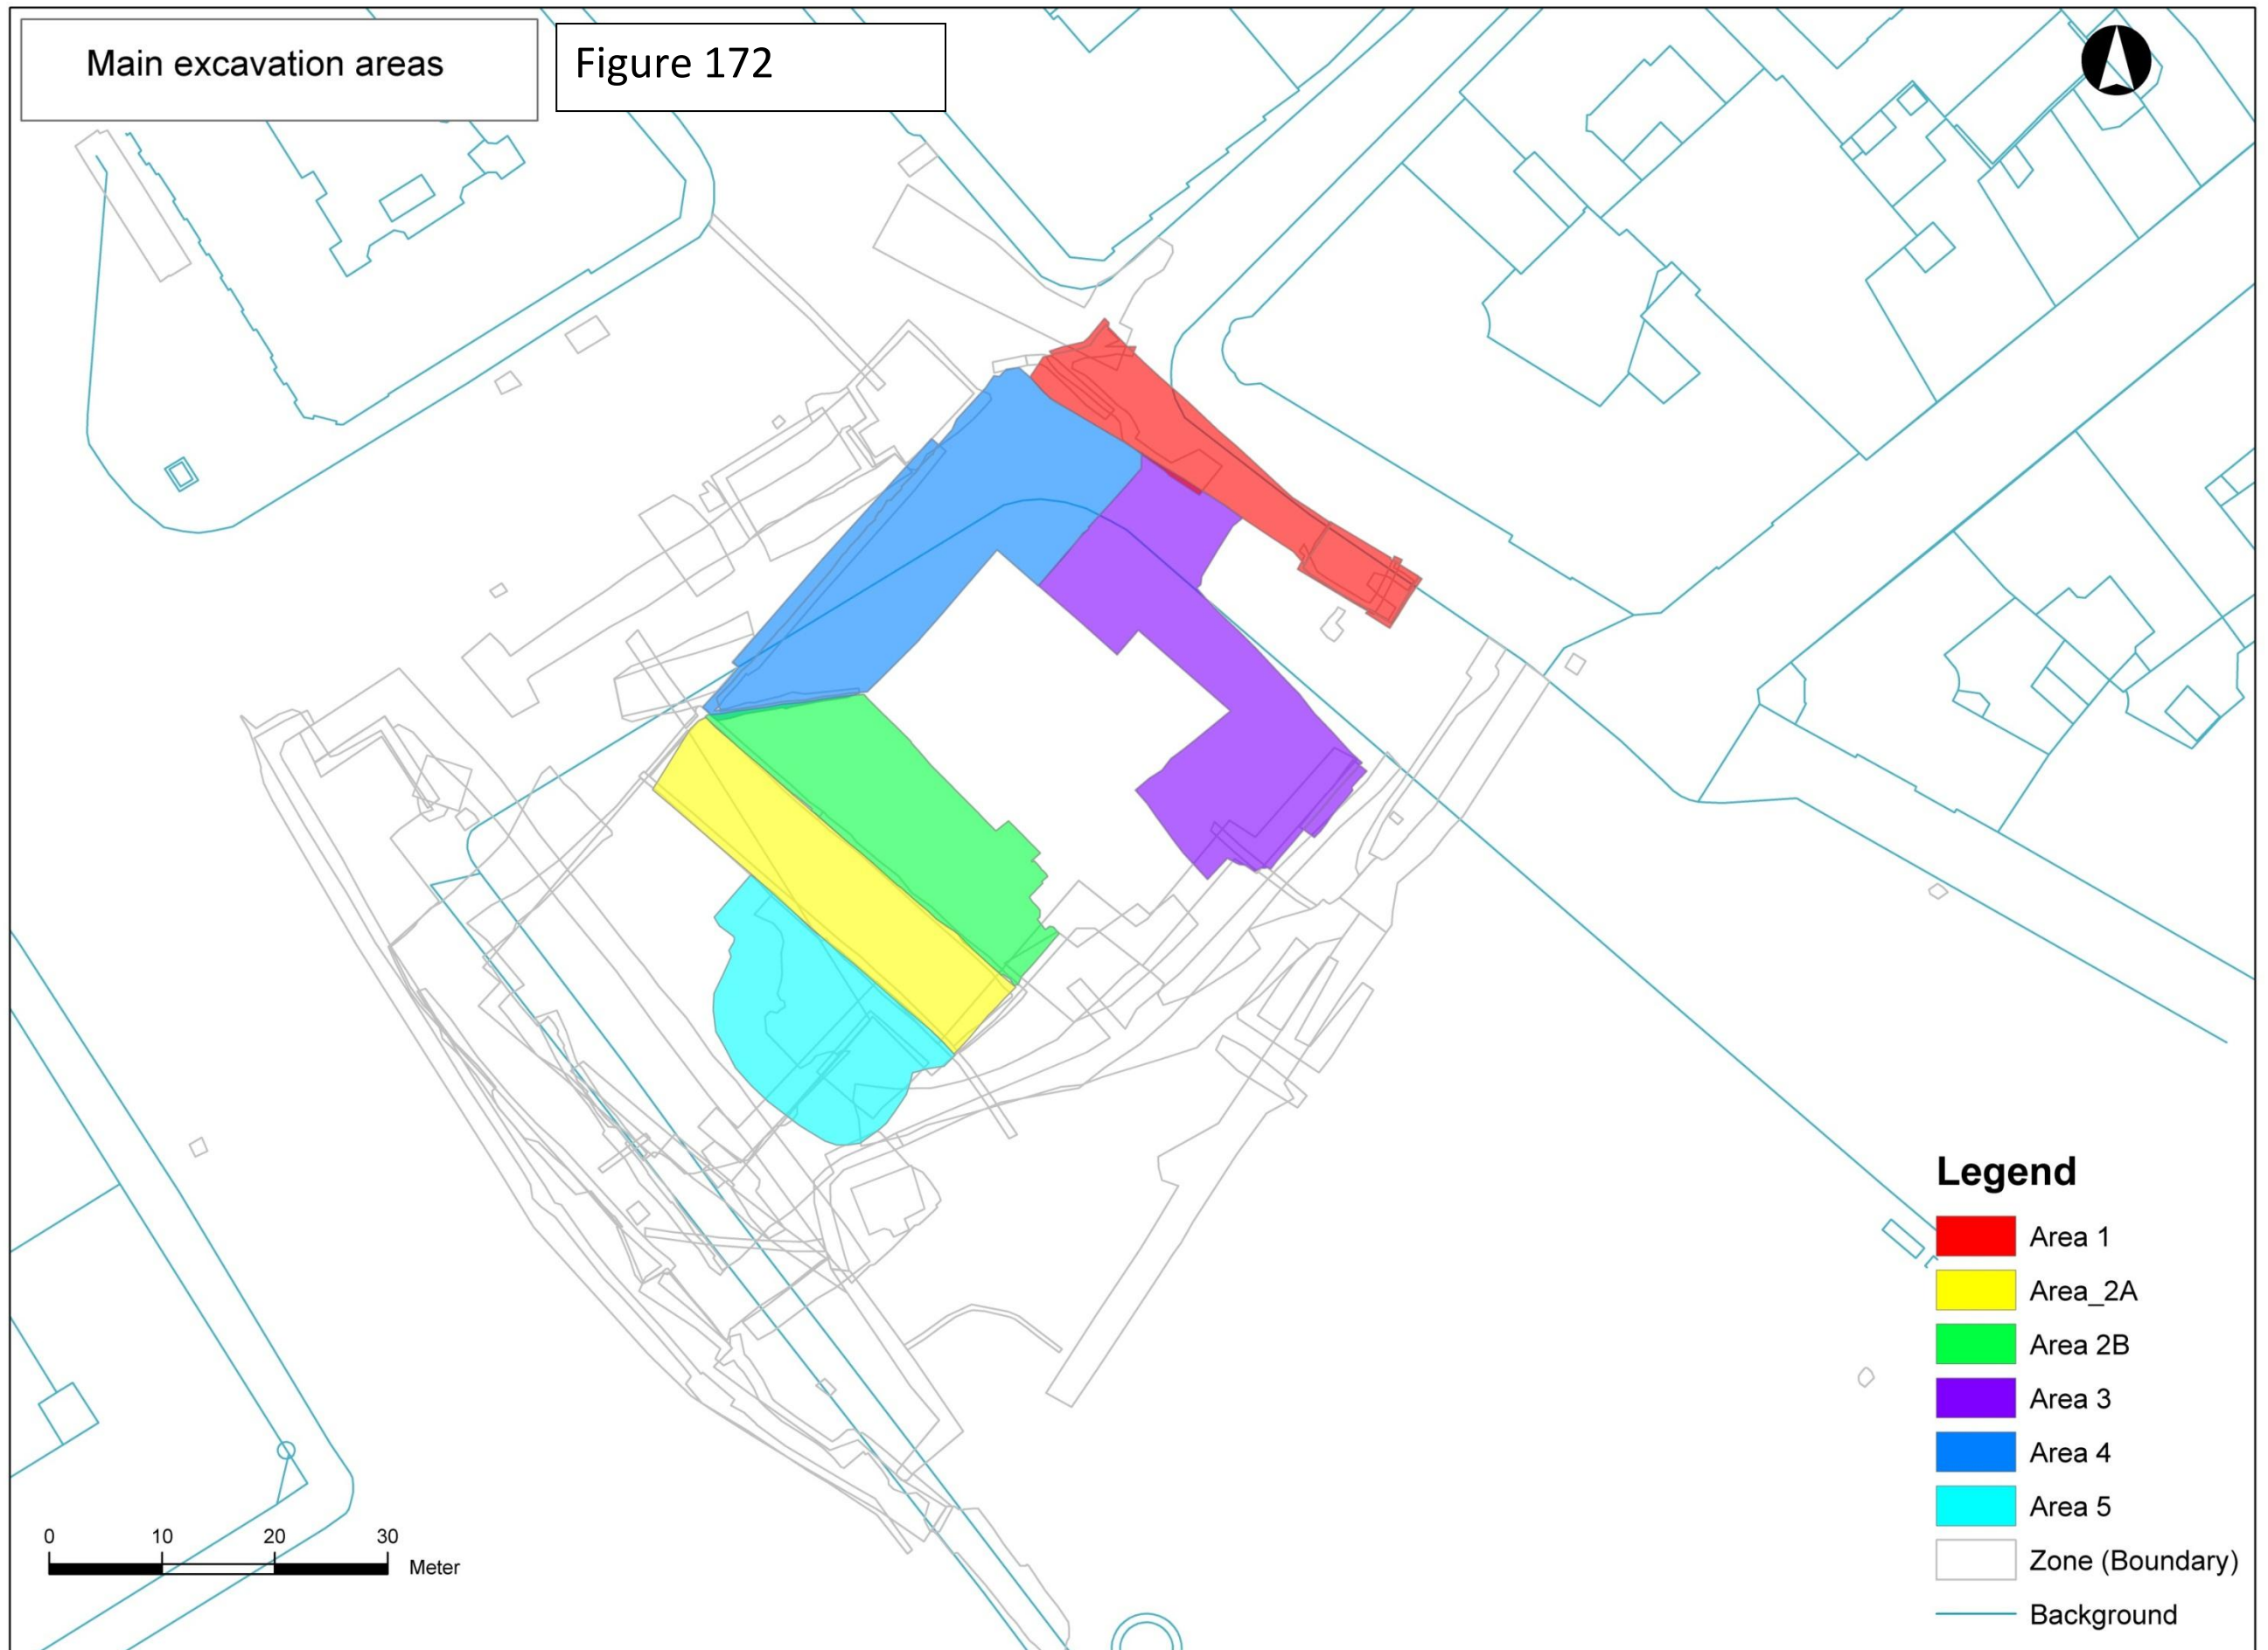 Main excavation areas
Figure 172
Legend
Area 1
Area_2A
Area 2B
Area 3
Area 4
Area 5
Zone (Boundary)
Background
0 10 20 30
Meter